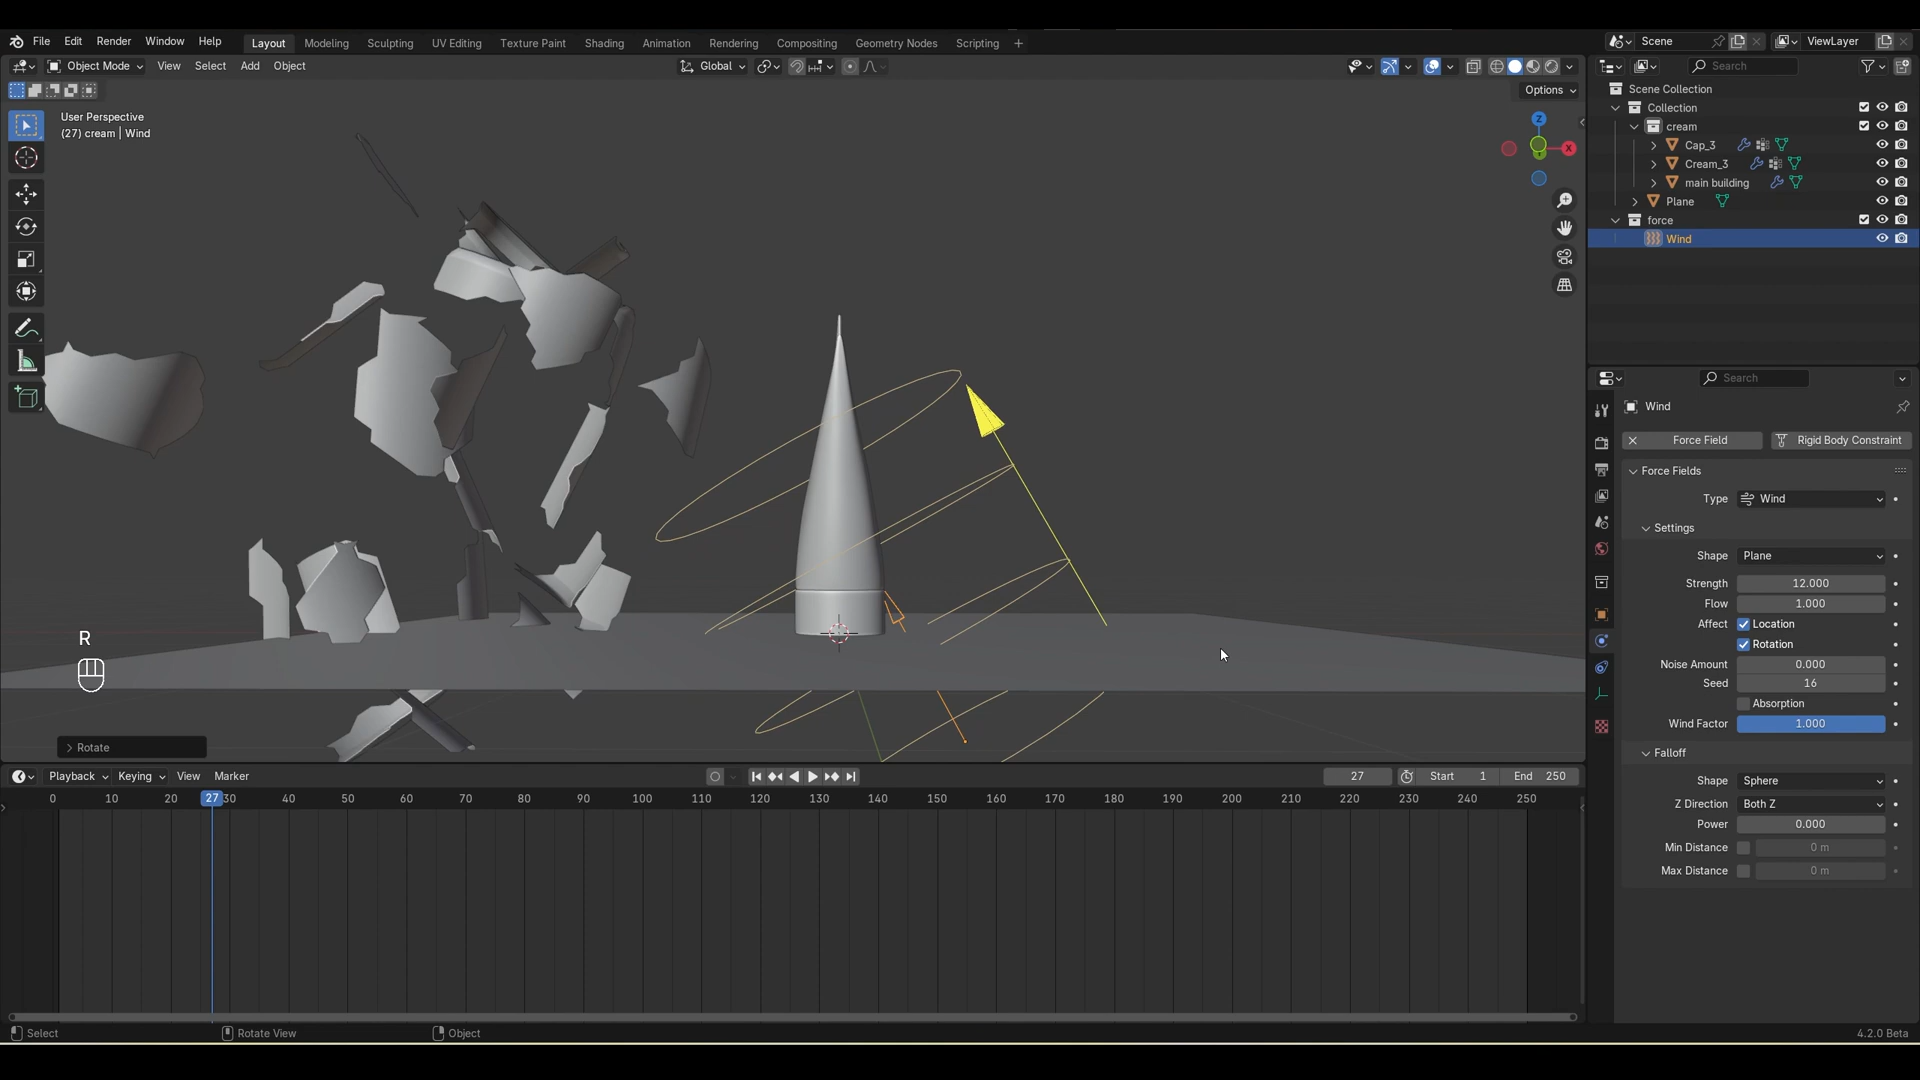 File Edit Render Window Help Layout Modeling Sculpting UV Editing Texture Paint Shading Animation Rendering Compositing Geometry Nodes Scripting + Scene ViewLayer
Object Mode View Select Add Object Global Search
Options
User Perspective
(27) cream | Wind
Z
X
Scene Collection
Collection
cream
Cap_3
Cream_3
main building
Plane
force
Wind
Search
Wind
Force Field Rigid Body Constraint
Force Fields
Type Wind
Settings
Shape Plane
Strength 12.000
Flow 1.000
Affect Location
Rotation
Noise Amount 0.000
Seed 16
Absorption
Wind Factor 1.000
Falloff
Shape Sphere
Z Direction Both Z
Power 0.000
Min Distance 0 m
Max Distance 0 m
R
Rotate
Playback Keying View Marker 27 Start 1 End 250
0 10 20 27 30 40 50 60 70 80 90 100 110 120 130 140 150 160 170 180 190 200 210 220 230 240 250
Select Rotate View Object 4.2.0 Beta